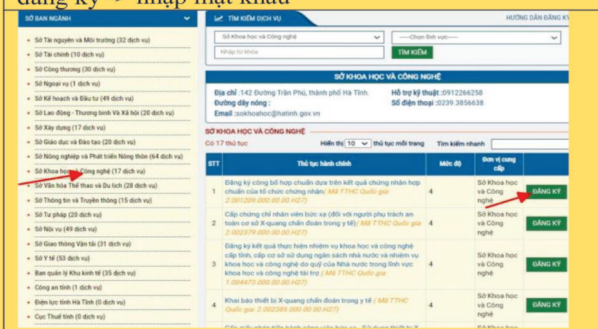 đăng ký -> nhập mật khẩu
SỞ BAN NGÀNH
Sở Tài nguyên và Môi trường (32 dịch vụ)
Sở Tài chính (10 dịch vụ)
Sở Công thương (30 dịch vụ)
Sở Ngoại vụ (1 dịch vụ)
Sở Kế hoạch và Đầu tư (49 dịch vụ)
Sở Lao động - Thương binh Và Xã hội (20 dịch vụ)
Sở Xây dựng (17 dịch vụ)
Sở Giáo dục và Đào tạo (20 dịch vụ)
Sở Nông nghiệp và Phát triển Nông thôn (64 dịch vụ)
Sở Khoa học và Công nghệ (17 dịch vụ)
Sở Văn hóa Thể thao và Du lịch (28 dịch vụ)
Sở Thông tin và Truyền thông (15 dịch vụ)
Sở Tư pháp (20 dịch vụ)
Sở Nội vụ (49 dịch vụ)
Sở Giao thông Vận tải (31 dịch vụ)
Sở Y tế (53 dịch vụ)
Ban quản lý Khu kinh tế (35 dịch vụ)
Công an tỉnh (1 dịch vụ)
Điện lực tỉnh Hà Tĩnh (0 dịch vụ)
Cục Thuế tỉnh (0 dịch vụ)
TÌM KIẾM DỊCH VỤ
HƯỚNG DẪN ĐĂNG KÝ
Sở Khoa học và Công nghệ
-----Chọn lĩnh vực-----
Nhập từ khóa
TÌM KIẾM
SỞ KHOA HỌC VÀ CÔNG NGHỆ
Địa chỉ :142 Đường Trần Phú, thành phố Hà Tĩnh.
Hỗ trợ kỹ thuật :0912266258
Đường dây nóng :
Số điện thoại :0239.3856638
Email :sokhoahoc@hatinh.gov.vn
SỞ KHOA HỌC VÀ CÔNG NGHỆ
Có 17 thủ tục
Hiển thị 10 thủ tục mỗi trang
Tìm kiếm nhanh
STT
Thủ tục hành chính
Mức độ
Đơn vị cung
cấp
1
Đăng ký công bố hợp chuẩn dựa trên kết quả chứng nhận hợp
chuẩn của tổ chức chứng nhận( Mã TTHC Quốc gia :
2.001209.000.00.00.H27)
4
Sở Khoa học
và Công
nghệ
ĐĂNG KÝ
2
Cấp chứng chỉ nhân viên bức xạ (đối với người phụ trách an
toàn cơ sở X-quang chẩn đoán trong y tế)( Mã TTHC Quốc gia :
2.002379.000.00.00.H27)
4
Sở Khoa học
và Công
nghệ
ĐĂNG KÝ
3
Đăng ký kết quả thực hiện nhiệm vụ khoa học và công nghệ
cấp tỉnh, cấp cơ sở sử dụng ngân sách nhà nước và nhiệm vụ
khoa học và công nghệ do quỹ của Nhà nước trong lĩnh vực
khoa học và công nghệ tài trợ ( Mã TTHC Quốc gia :
1.004473.000.00.00.H27)
4
Sở Khoa học
và Công
nghệ
ĐĂNG KÝ
4
Khai báo thiết bị X-quang chẩn đoán trong y tế ( Mã TTHC
Quốc gia : 2.002385.000.00.00.H27)
4
Sở Khoa học
và Công
nghệ
ĐĂNG KÝ